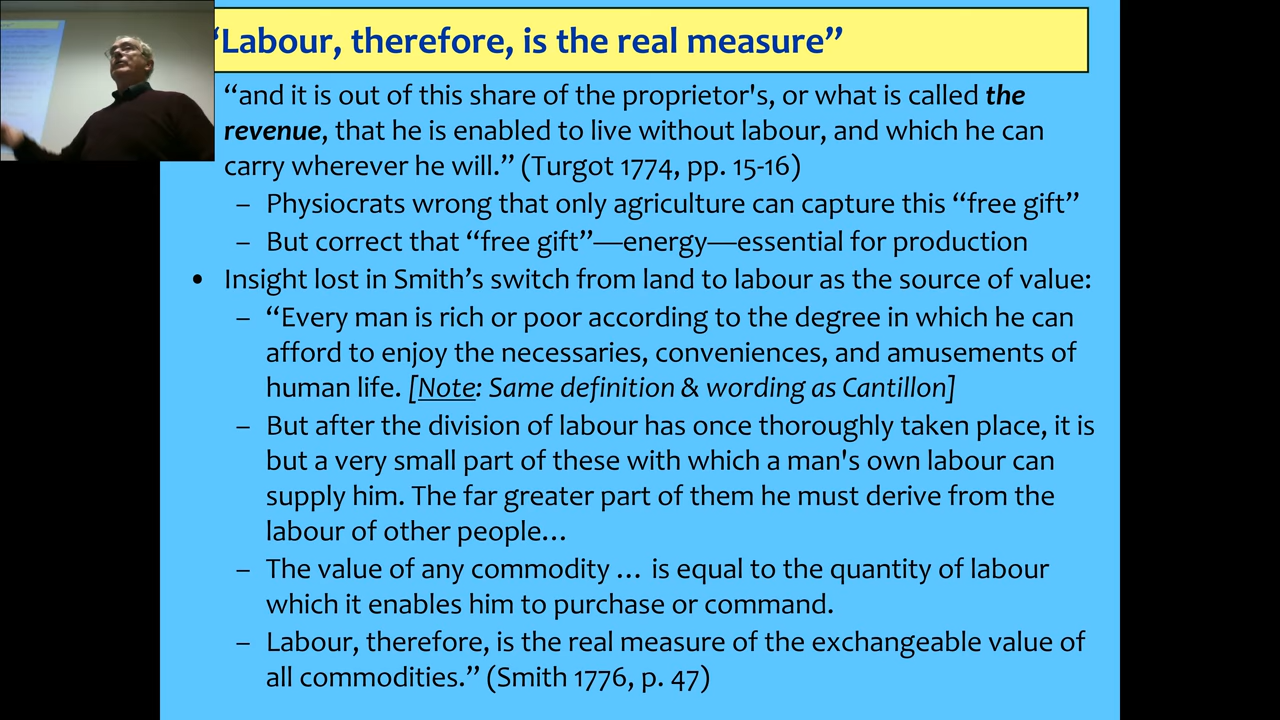 “Labour, therefore, is the real measure”
“and it is out of this share of the proprietor's, or what is called the
revenue, that he is enabled to live without labour, and which he can
carry wherever he will.” (Turgot 1774, pp. 15-16)
– Physiocrats wrong that only agriculture can capture this “free gift”
– But correct that “free gift”—energy—essential for production
• Insight lost in Smith’s switch from land to labour as the source of value:
– “Every man is rich or poor according to the degree in which he can
afford to enjoy the necessaries, conveniences, and amusements of
human life. [Note: Same definition & wording as Cantillon]
– But after the division of labour has once thoroughly taken place, it is
but a very small part of these with which a man's own labour can
supply him. The far greater part of them he must derive from the
labour of other people…
– The value of any commodity … is equal to the quantity of labour
which it enables him to purchase or command.
– Labour, therefore, is the real measure of the exchangeable value of
all commodities.” (Smith 1776, p. 47)